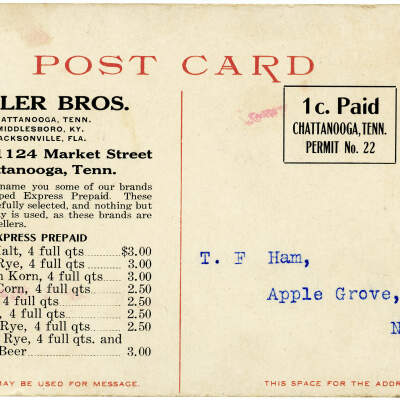 POST CARD
LER BROS.
ATTANOOGA, TENN.
MIDDLESBORO, KY.
ACKSONVILLE, FLA.
1124 Market Street
ttanooga, Tenn.
name you some of our brands
ped Express Prepaid. These
efully selected, and nothing but
y is used, as these brands are
ellers.
XPRESS PREPAID
Malt, 4 full qts. $3.00
Rye, 4 full qts. 3.00
n Korn, 4 full qts. 3.00
Corn, 4 full qts. 2.50
4 full qts. 2.50
, 4 full qts. 2.50
Rye, 4 full qts. 2.50
Rye, 4 full qts. and
Beer 3.00
MAY BE USED FOR MESSAGE.
1c. Paid
CHATTANOOGA, TENN.
PERMIT No. 22
T. F Ham,
Apple Grove,
N
THIS SPACE FOR THE ADDR